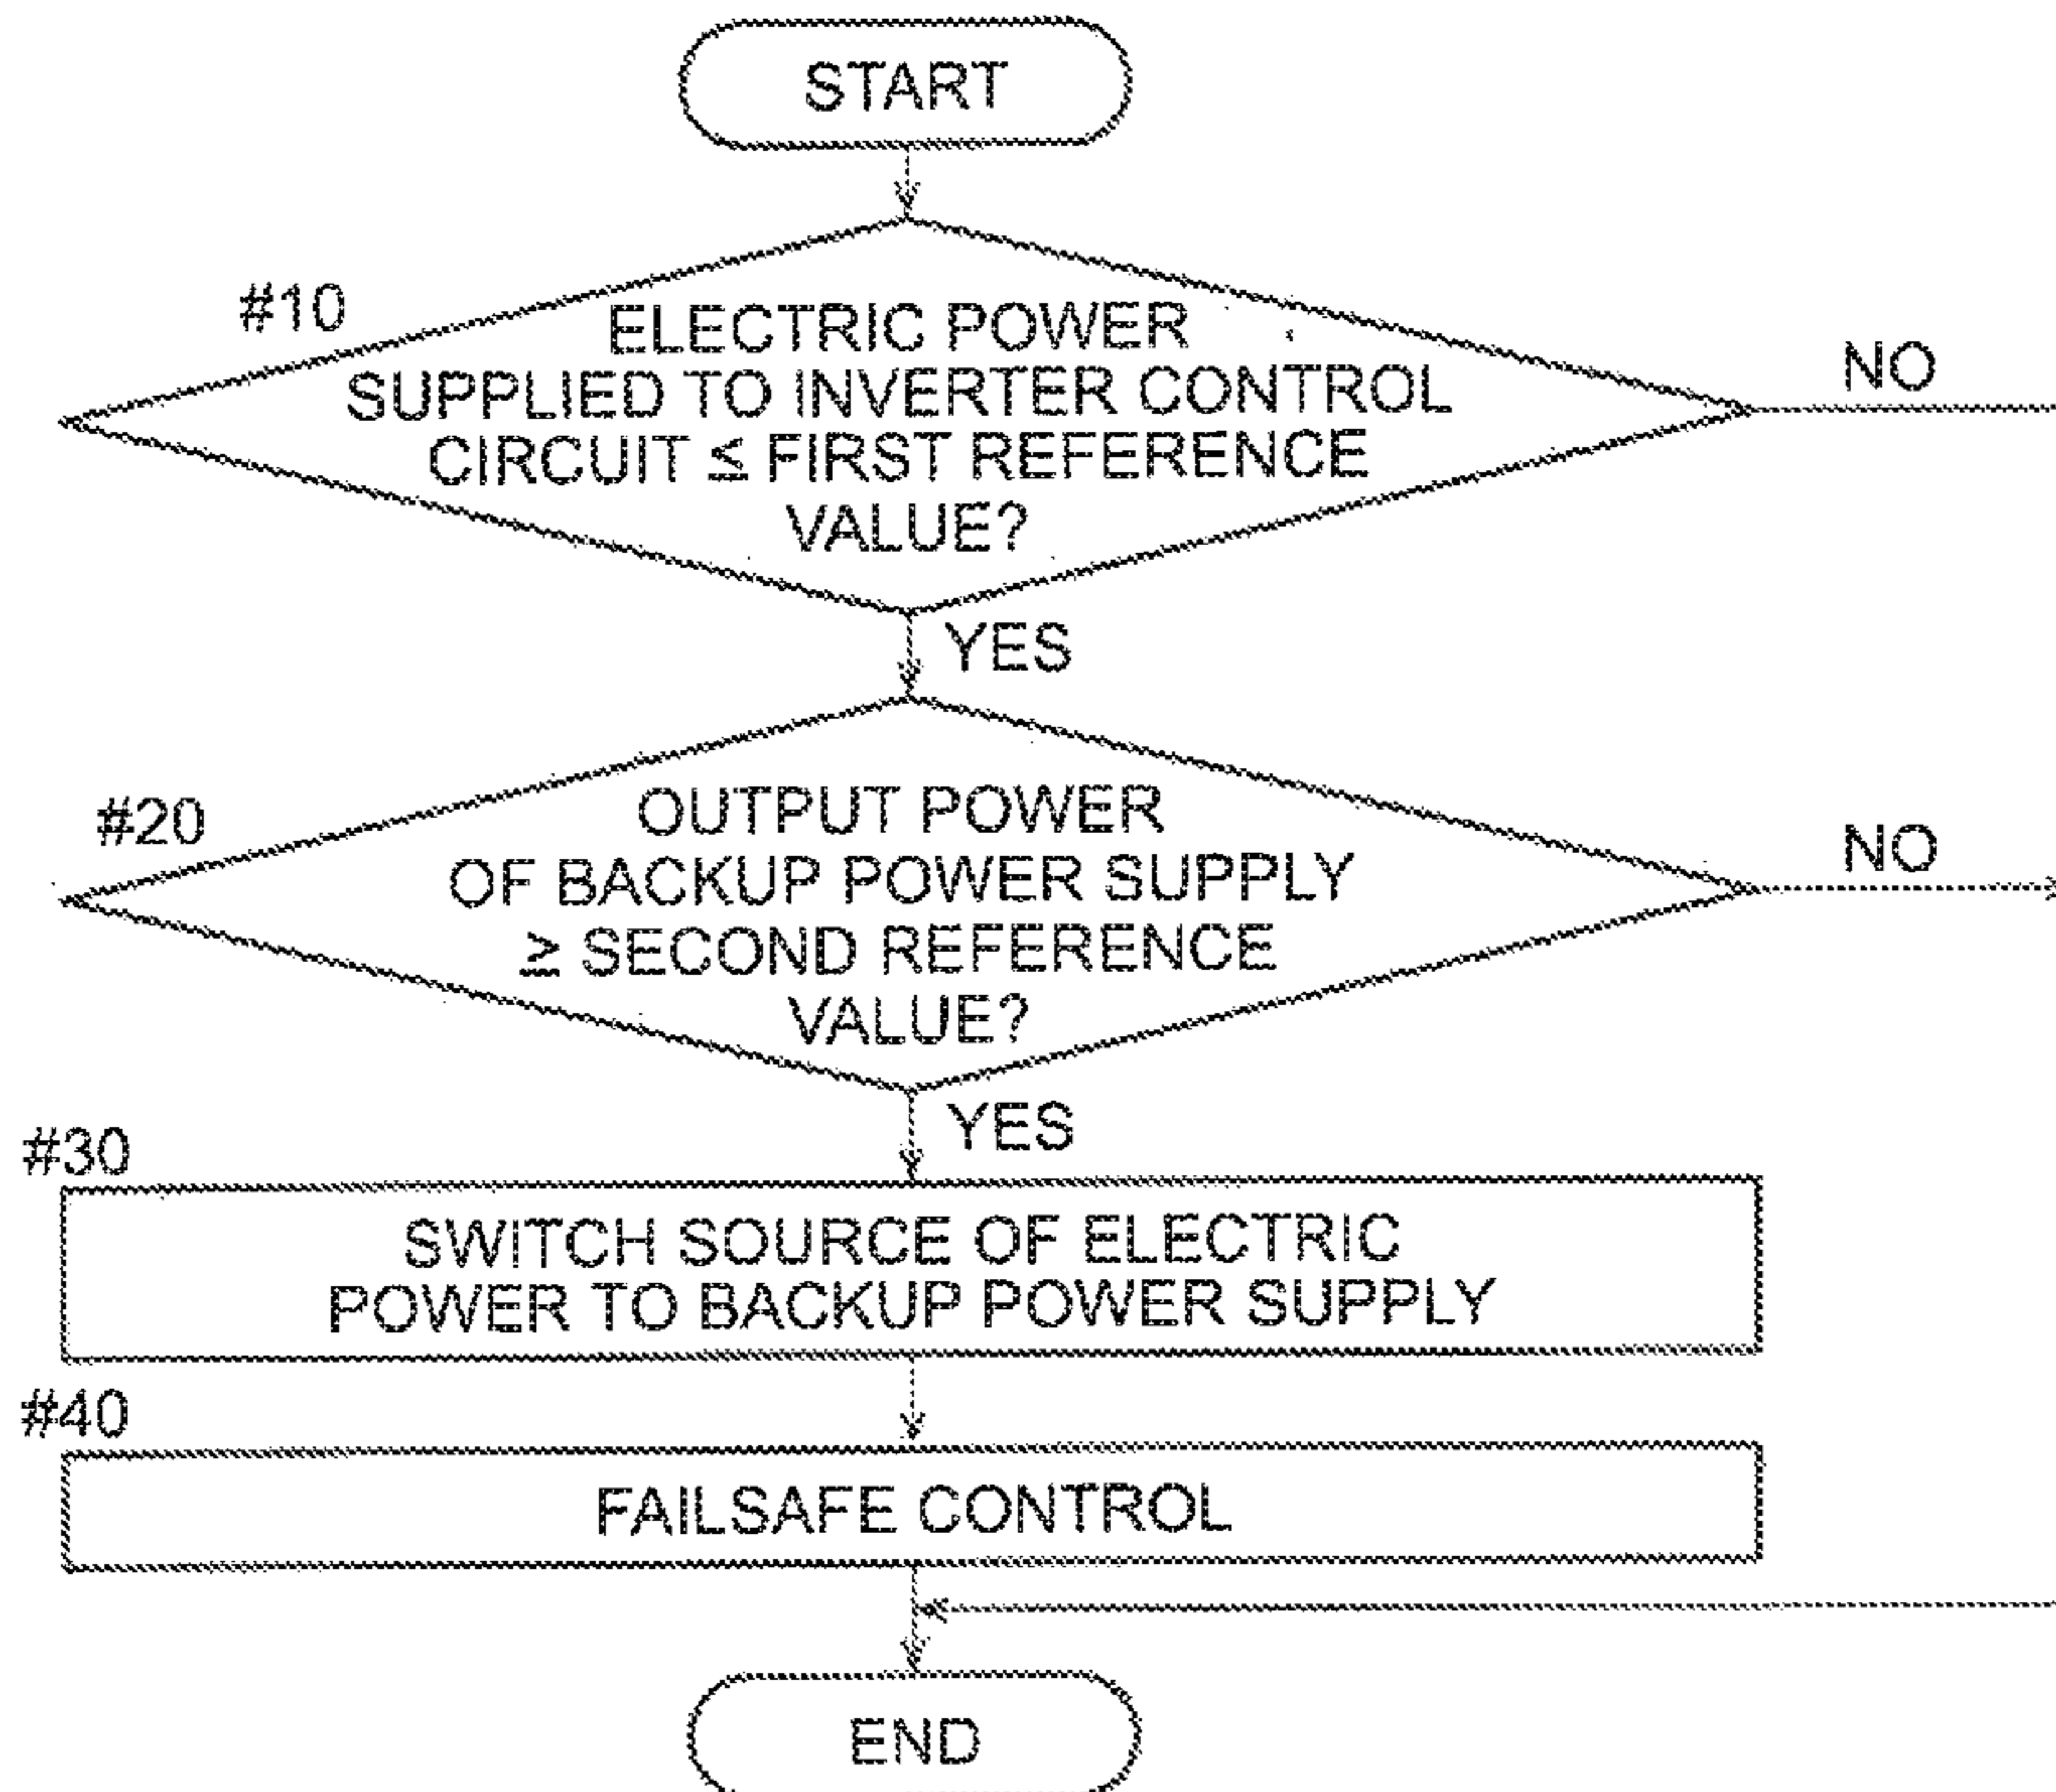 START
#10
ELECTRIC POWER
SUPPLIED TO INVERTER CONTROL
CIRCUIT ≤ FIRST REFERENCE
VALUE?
NO
YES
#20
OUTPUT POWER
OF BACKUP POWER SUPPLY
≥ SECOND REFERENCE
VALUE?
NO
YES
#30
SWITCH SOURCE OF ELECTRIC
POWER TO BACKUP POWER SUPPLY
#40
FAILSAFE CONTROL
END